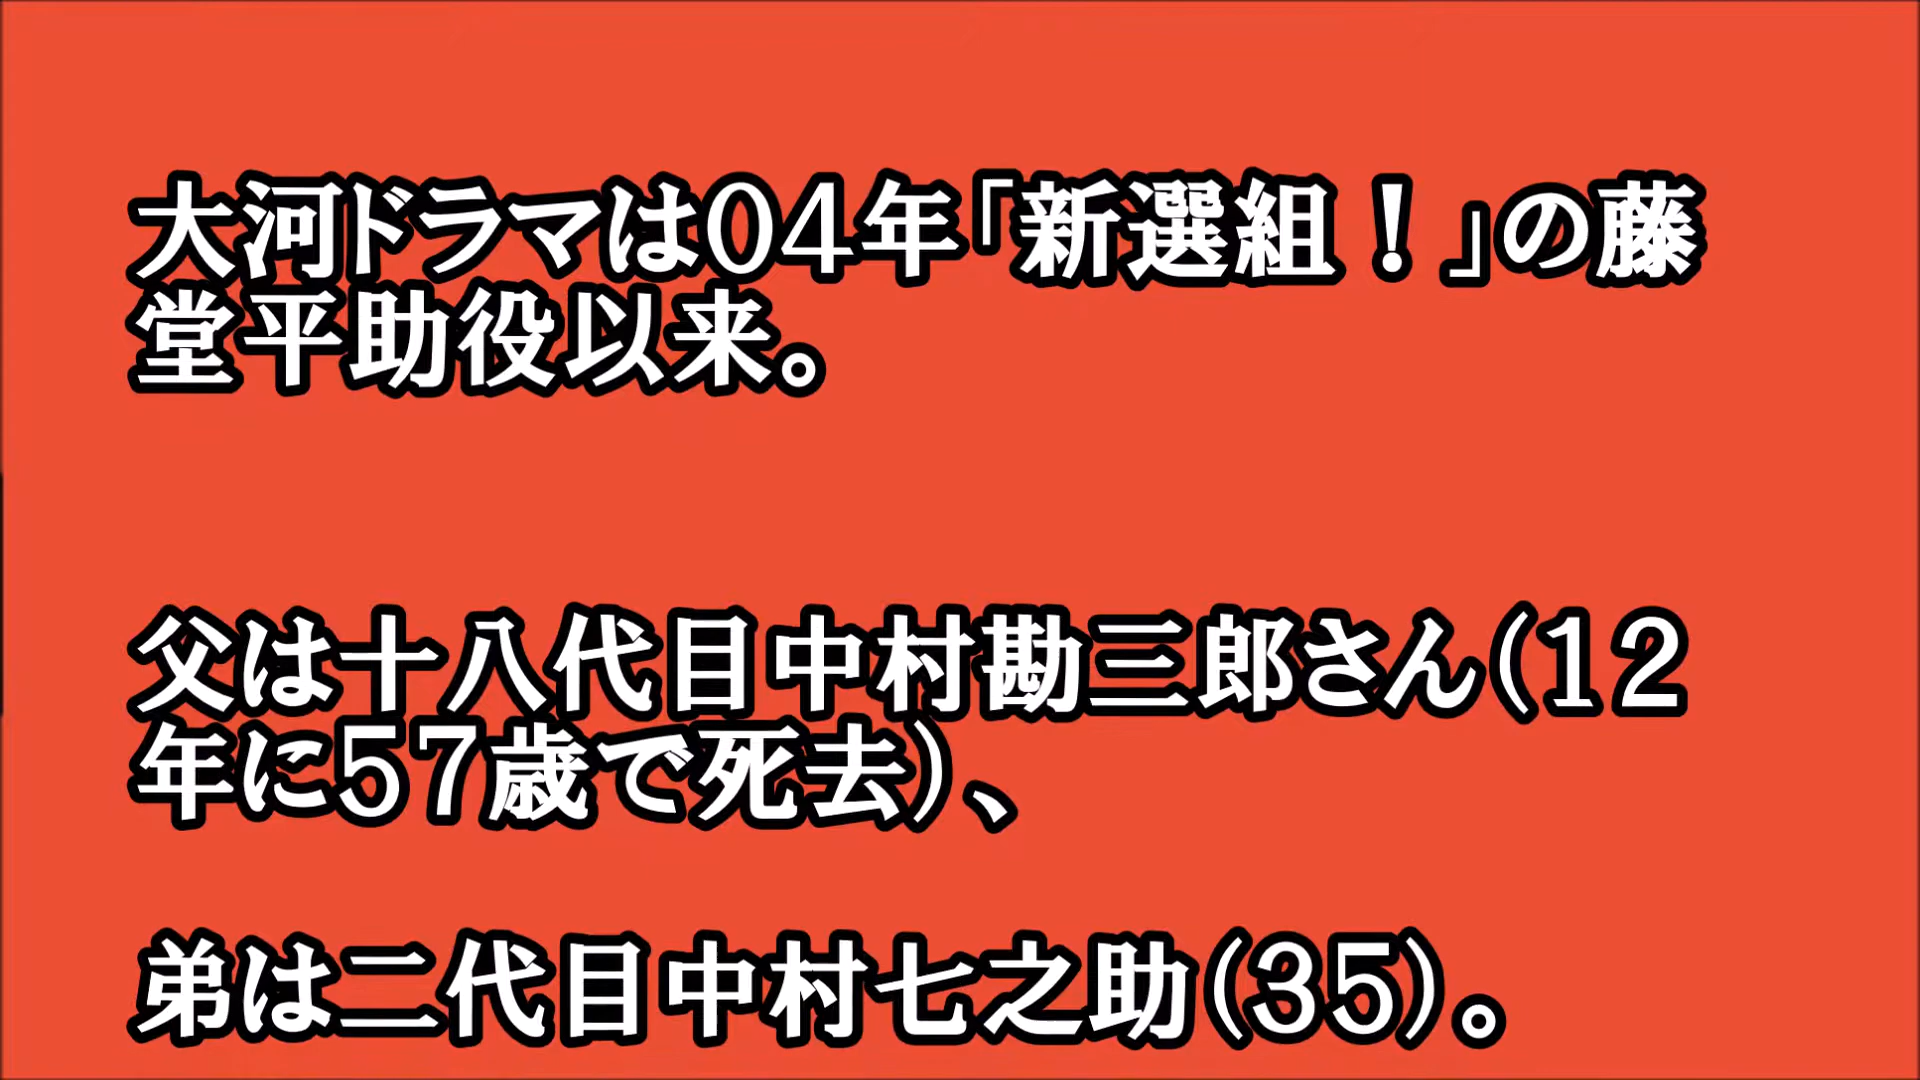 大河ドラマは04年「新選組！」の藤
堂平助役以来。
父は十八代目中村勘三郎さん（12
年に57歳で死去）、
弟は二代目中村七之助（35）。